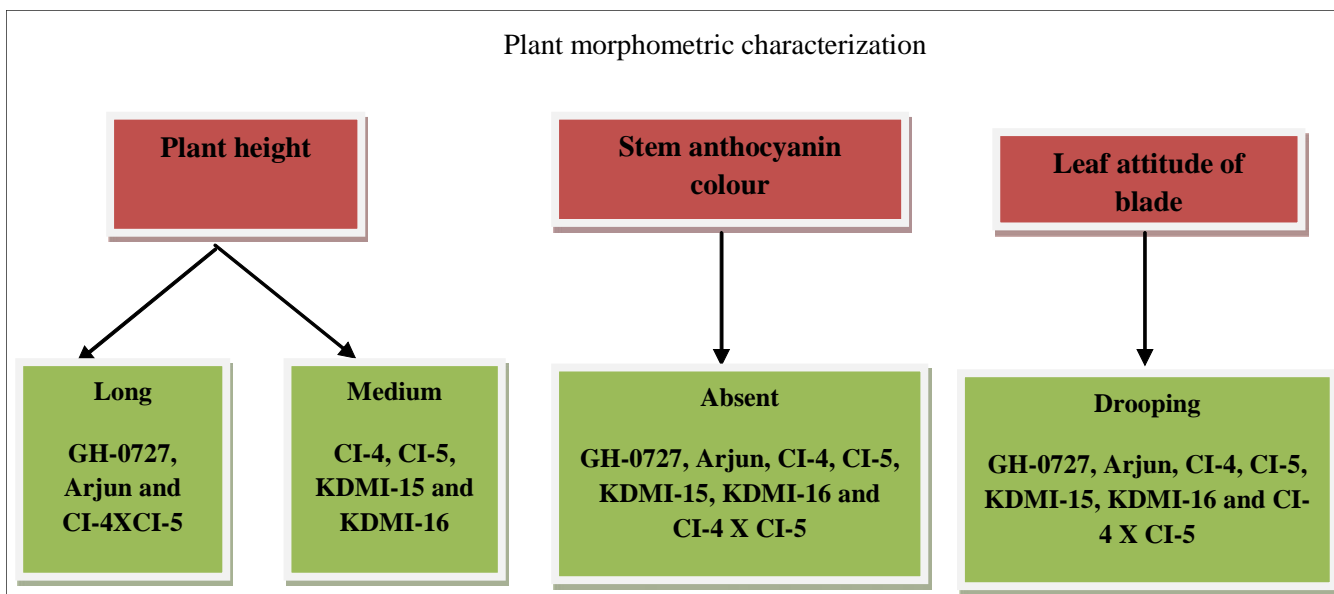 Plant morphometric characterization
Plant height
Stem anthocyanin
colour
Leaf attitude of
blade
Long
GH-0727,
Arjun and
CI-4XCI-5
Medium
CI-4, CI-5,
KDMI-15 and
KDMI-16
Absent
GH-0727, Arjun, CI-4, CI-5,
KDMI-15, KDMI-16 and
CI-4 X CI-5
Drooping
GH-0727, Arjun, CI-4, CI-5,
KDMI-15, KDMI-16 and CI-
4 X CI-5